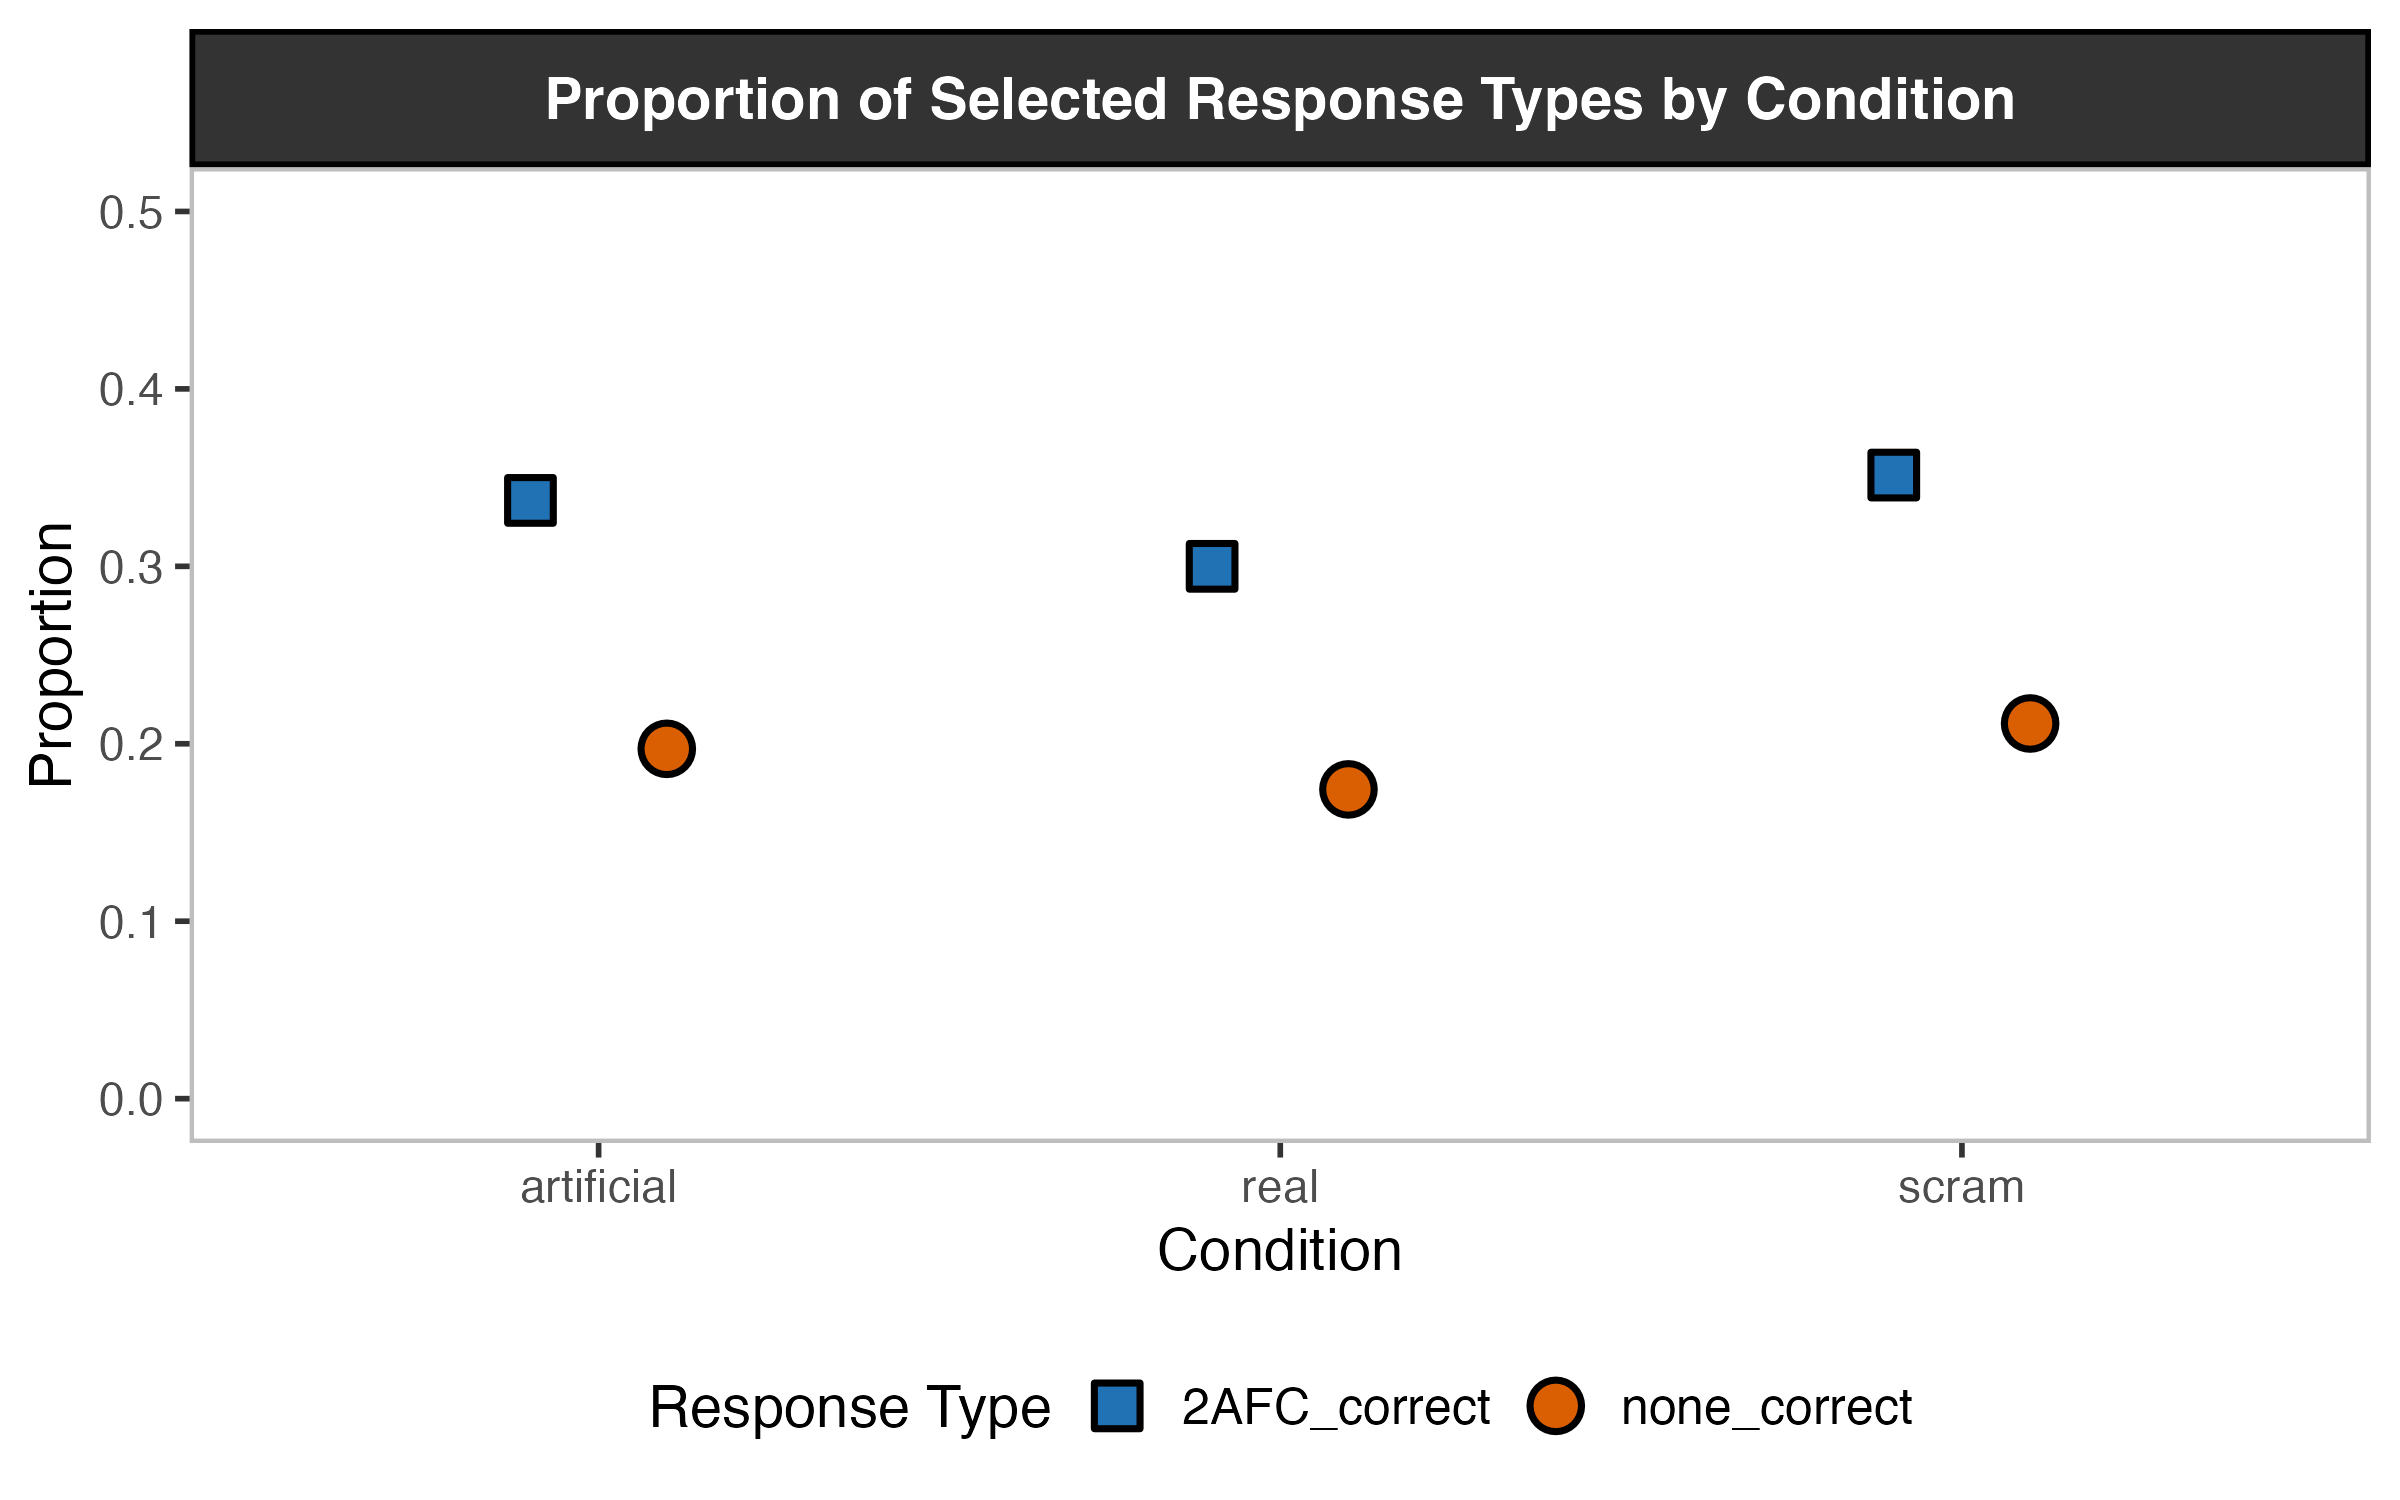 Proportion of Selected Response Types by Condition
Proportion
0.5
0.4
0.3
0.2
0.1
0.0
artificial real scram
Condition
Response Type 2AFC_correct none_correct